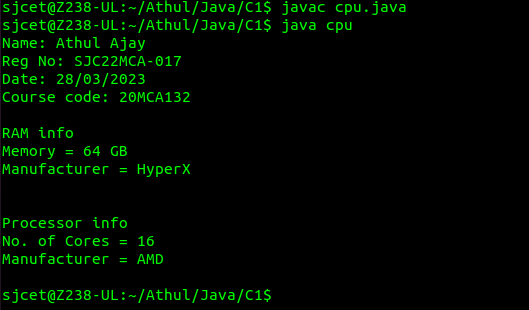 sjcet@Z238-UL:~/Athul/Java/C1$ javac cpu.java
sjcet@Z238-UL:~/Athul/Java/C1$ java cpu
Name: Athul Ajay
Reg No: SJC22MCA-017
Date: 28/03/2023
Course code: 20MCA132
RAM info
Memory = 64 GB
Manufacturer = HyperX
Processor info
No. of Cores = 16
Manufacturer = AMD
sjcet@Z238-UL:~/Athul/Java/C1$